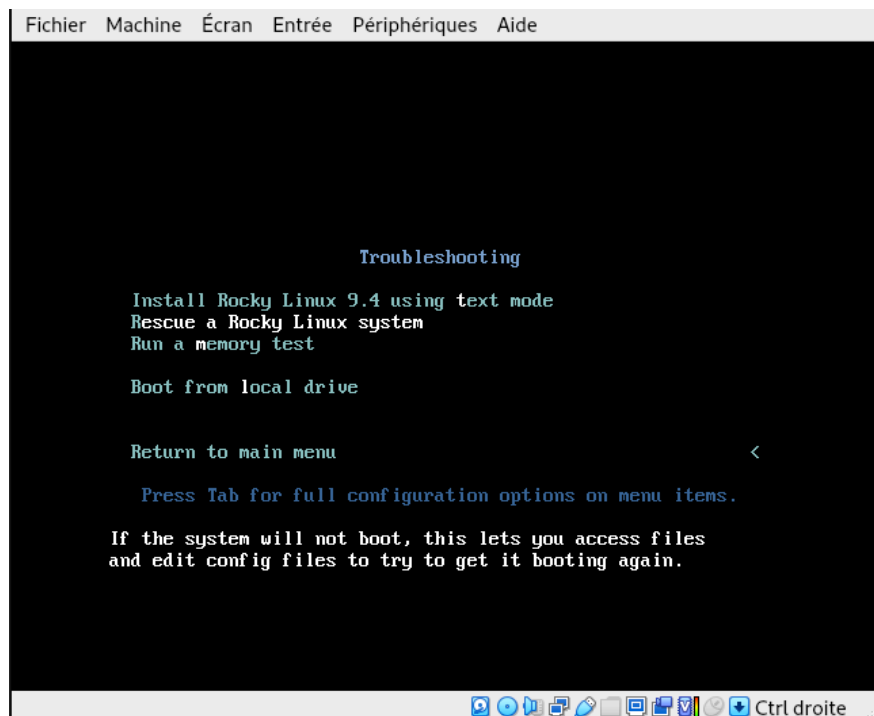 Fichier Machine Écran Entrée Périphériques Aide
Troubleshooting
Install Rocky Linux 9.4 using text mode
Rescue a Rocky Linux system
Run a memory test
Boot from local drive
Return to main menu <
Press Tab for full configuration options on menu items.
If the system will not boot, this lets you access files
and edit config files to try to get it booting again.
Ctrl droite